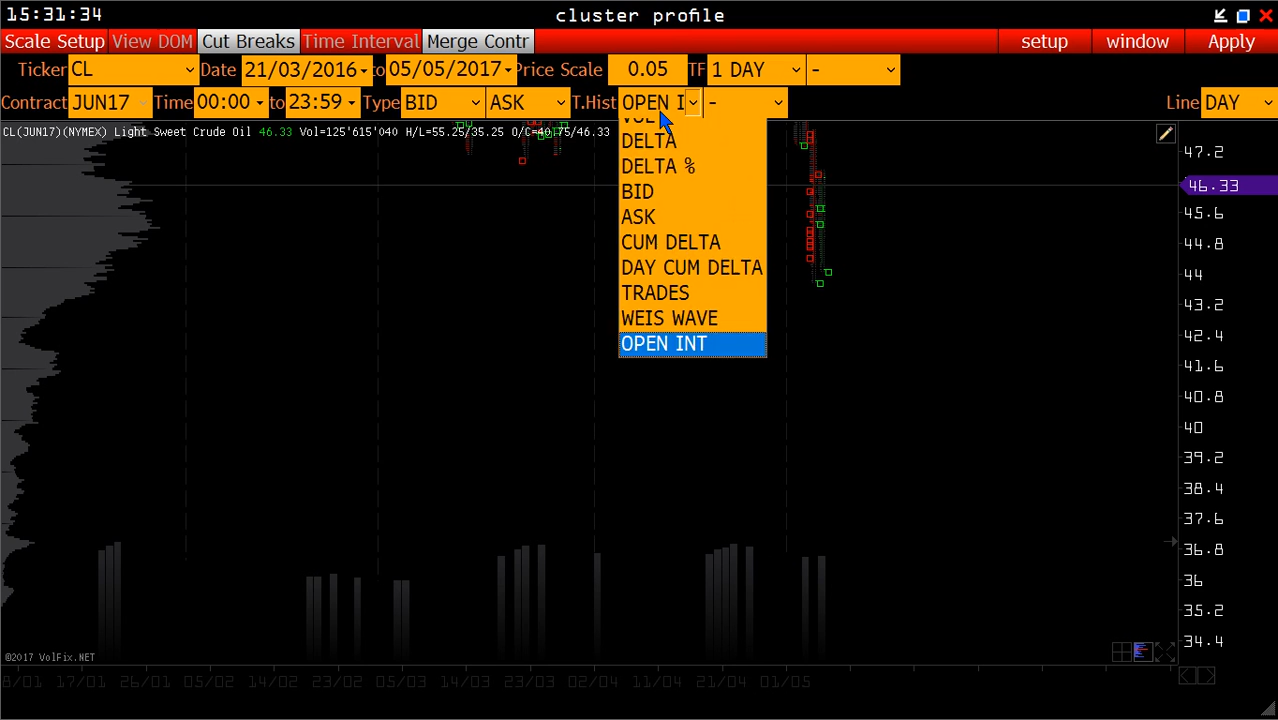 15:31:34
cluster profile
Scale Setup View DOM Cut Breaks Time Interval Merge Contr setup window Apply
Ticker CL Date 21/03/2016 to 05/05/2017 Price Scale 0.05 TF 1 DAY -
Contract JUN17 Time 00:00 to 23:59 Type BID ASK T.Hist OPEN I - Line DAY
CL(JUN17)(NYMEX) Light Sweet Crude Oil 46.33 Vol=125'615'040 H/L=55.25/35.25 O/C=40.75/46.33
VOL
DELTA
DELTA %
BID
ASK
CUM DELTA
DAY CUM DELTA
TRADES
WEIS WAVE
OPEN INT
47.2
46.33
45.6
44.8
44
43.2
42.4
41.6
40.8
40
39.2
38.4
37.6
36.8
36
35.2
34.4
©2017 VolFix.NET
8/01 17/01 26/01 05/02 14/02 23/02 05/03 14/03 23/03 02/04 11/04 21/04 01/05